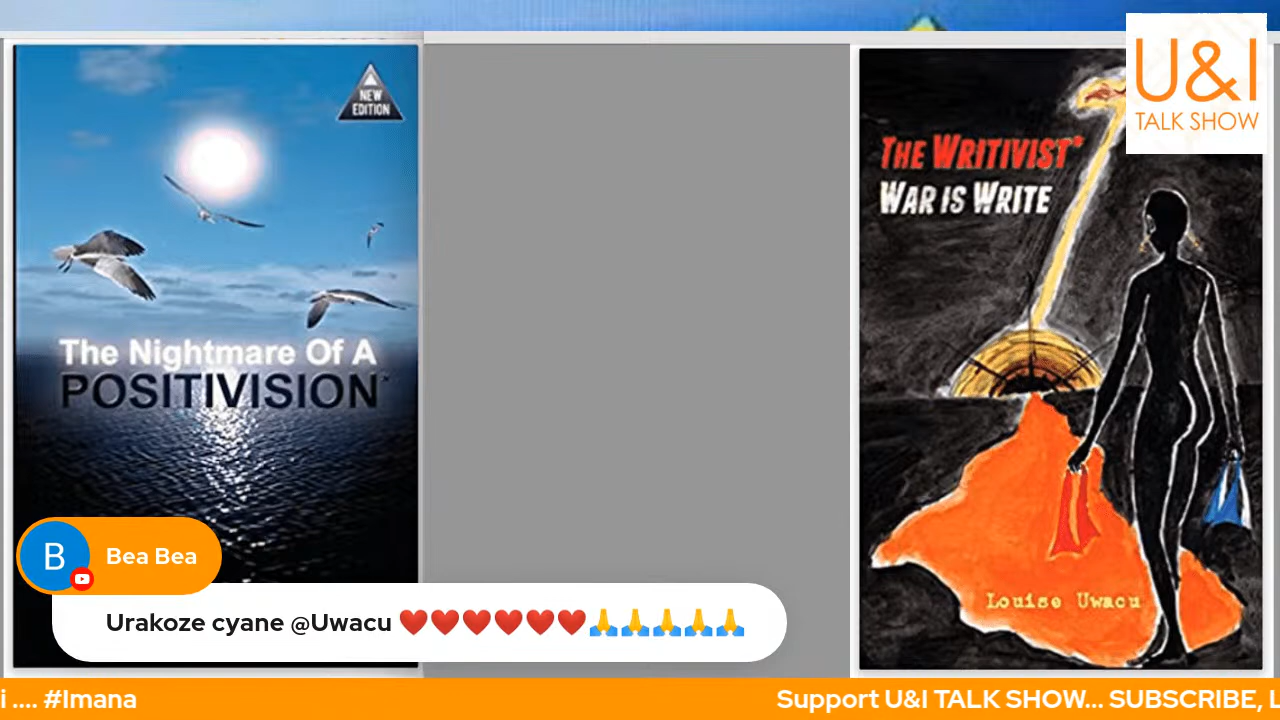 NEW
EDITION
The Nightmare Of A
POSITIVISION™
THE WRITIVIST*
WAR IS WRITE
Louise Uwacu
U&I
TALK SHOW
B
Bea Bea
Urakoze cyane @Uwacu ❤️❤️❤️❤️❤️❤️🙏🙏🙏🙏🙏
i .... #Imana
Support U&I TALK SHOW... SUBSCRIBE, L